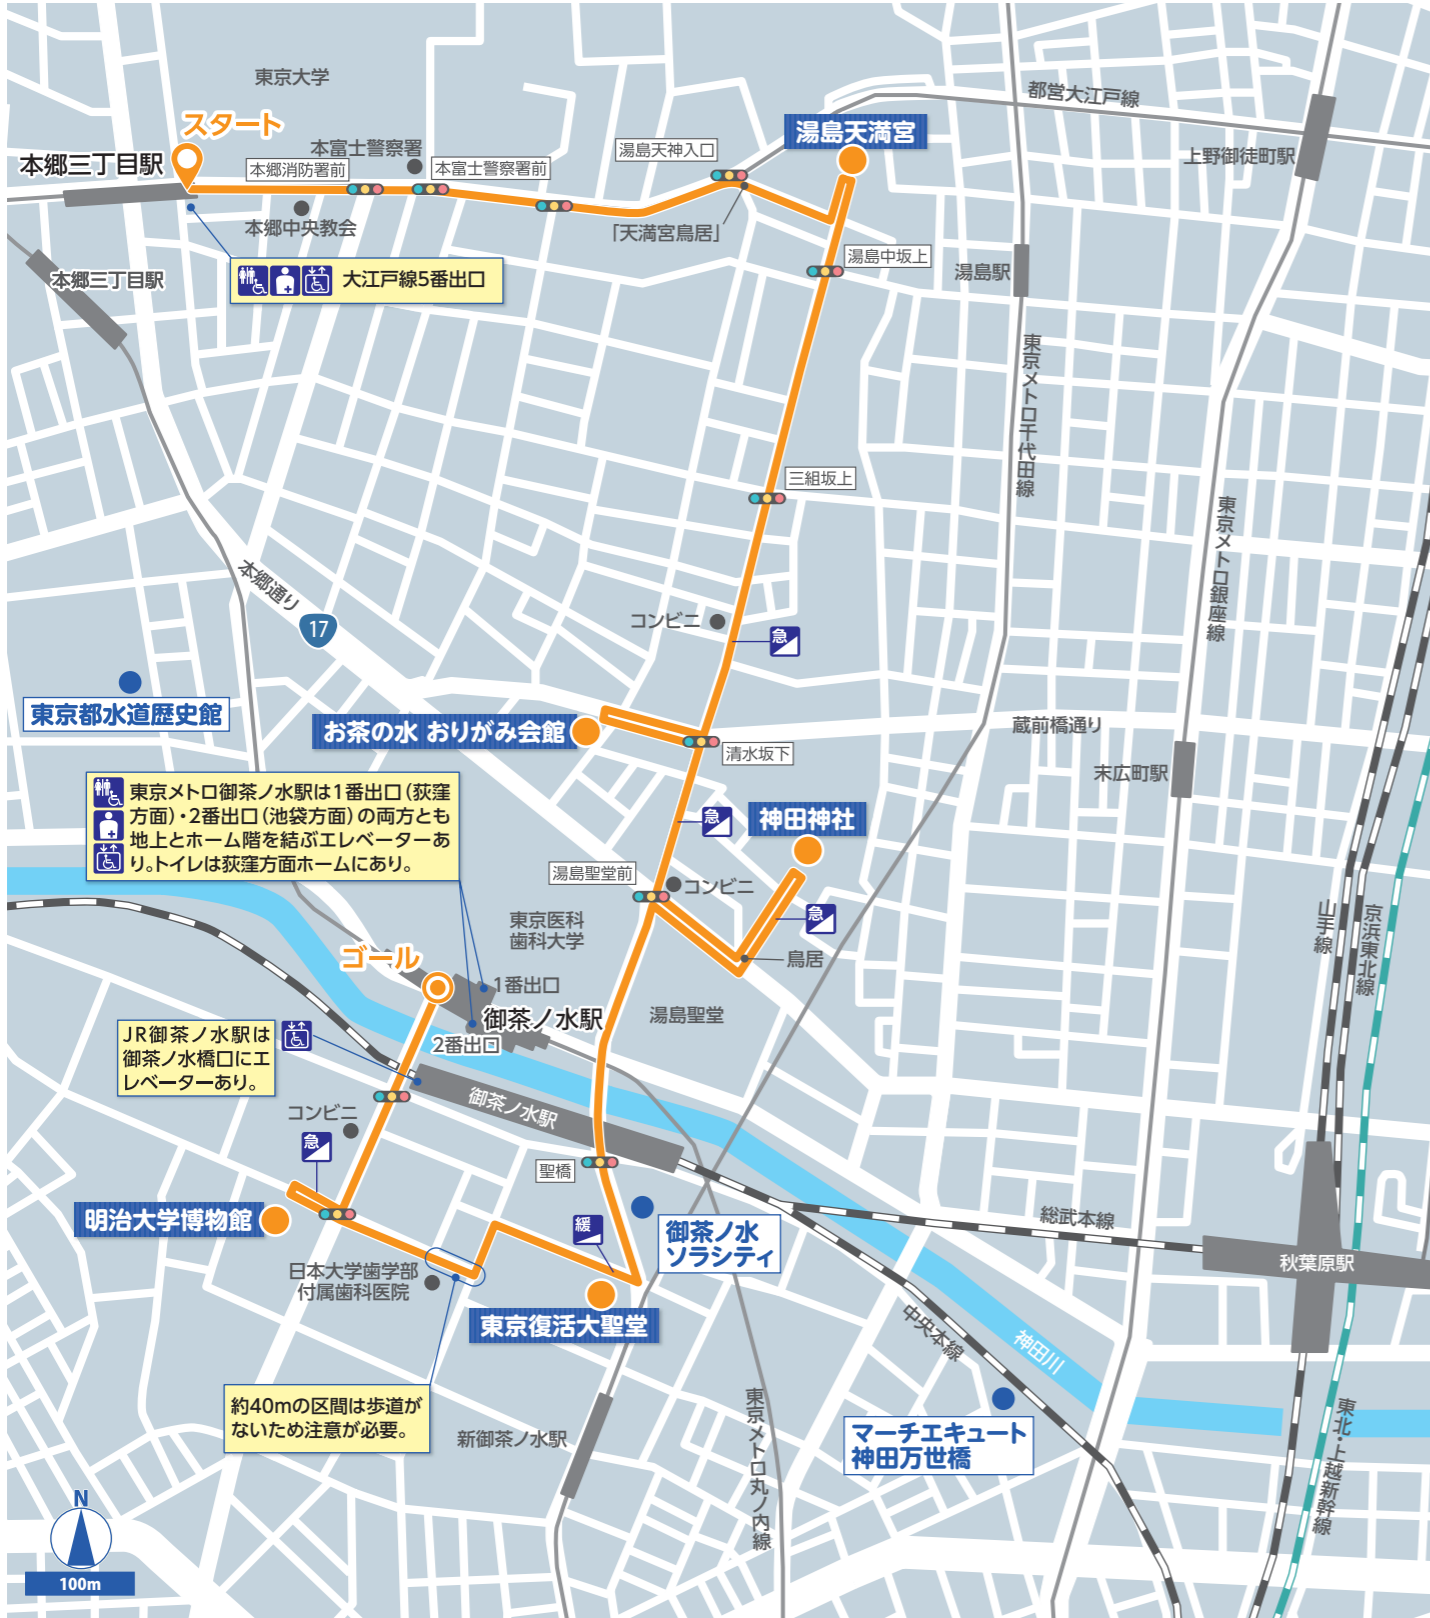 東京大学
スタート
本郷三丁目駅
本郷消防署前
本富士警察署
本富士警察署前
本郷中央教会
大江戸線5番出口
本郷三丁目駅
湯島天神入口
湯島天満宮
「天満宮鳥居」
湯島中坂上
都営大江戸線
上野御徒町駅
湯島駅
東京メトロ千代田線
東京メトロ銀座線
三組坂上
本郷通り
17
コンビニ
急
東京都水道歴史館
お茶の水 おりがみ会館
清水坂下
蔵前橋通り
末広町駅
東京メトロ御茶ノ水駅は1番出口(荻窪
方面)・2番出口(池袋方面)の両方とも
地上とホーム階を結ぶエレベーターあ
り。トイレは荻窪方面ホームにあり。
急
神田神社
湯島聖堂前
コンビニ
急
鳥居
東京医科
歯科大学
山手線
京浜東北線
ゴール
1番出口
御茶ノ水駅
2番出口
湯島聖堂
JR御茶ノ水駅は
御茶ノ水橋口にエ
レベーターあり。
御茶ノ水駅
コンビニ
急
聖橋
明治大学博物館
緩
御茶ノ水
ソラシティ
総武本線
秋葉原駅
日本大学歯学部
付属歯科医院
東京復活大聖堂
中央本線
神田川
約40mの区間は歩道が
ないため注意が必要。
新御茶ノ水駅
東京メトロ丸ノ内線
マーチエキュート
神田万世橋
東北・上越新幹線
N
100m